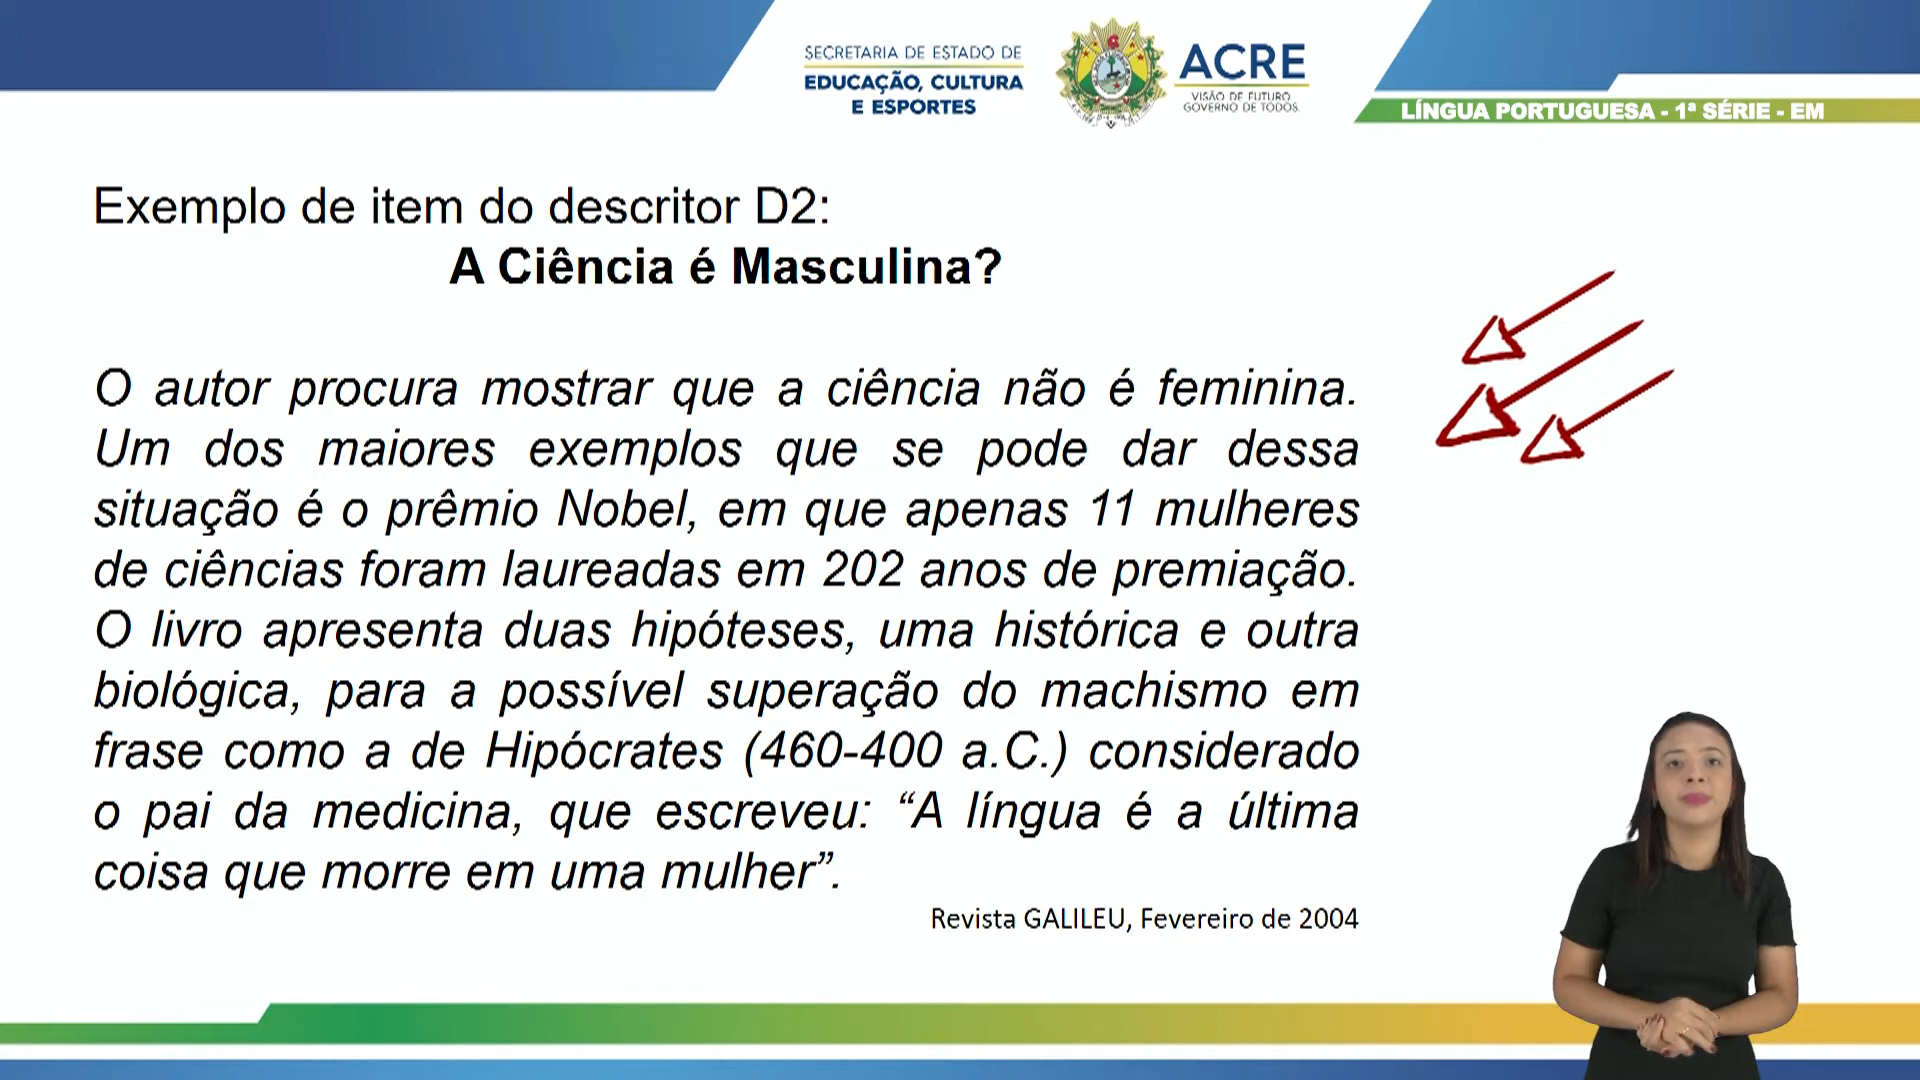 SECRETARIA DE ESTADO DE
EDUCAÇÃO, CULTURA
E ESPORTES
ACRE
VISÃO DE FUTURO
GOVERNO DE TODOS.
LÍNGUA PORTUGUESA - 1ª SÉRIE - EM
Exemplo de item do descritor D2:
A Ciência é Masculina?
O autor procura mostrar que a ciência não é feminina.
Um dos maiores exemplos que se pode dar dessa
situação é o prêmio Nobel, em que apenas 11 mulheres
de ciências foram laureadas em 202 anos de premiação.
O livro apresenta duas hipóteses, uma histórica e outra
biológica, para a possível superação do machismo em
frase como a de Hipócrates (460-400 a.C.) considerado
o pai da medicina, que escreveu: “A língua é a última
coisa que morre em uma mulher”.
Revista GALILEU, Fevereiro de 2004